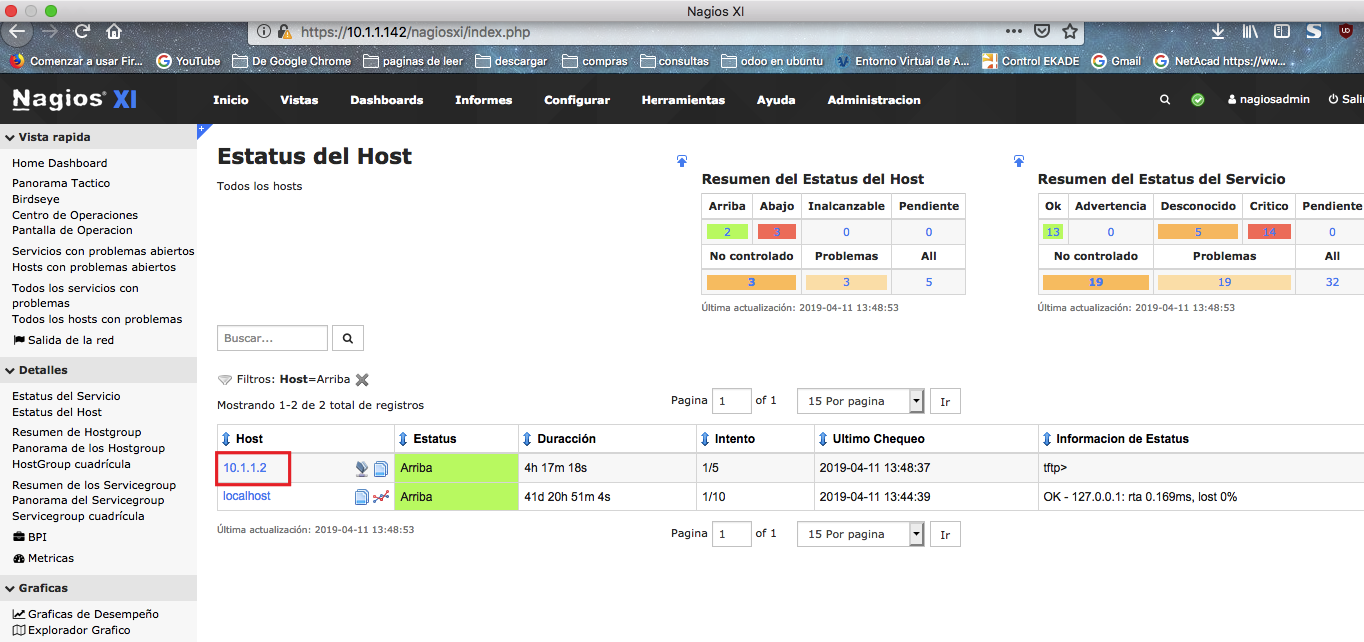 Nagios XI
https://10.1.1.142/nagiosxi/index.php
Comenzar a usar Fir... YouTube De Google Chrome paginas de leer descargar compras consultas odoo en ubuntu Entorno Virtual de A... Control EKADE Gmail NetAcad https://ww...
Nagios® XI Inicio Vistas Dashboards Informes Configurar Herramientas Ayuda Administracion nagiosadmin Salir
Vista rapida
Home Dashboard
Panorama Tactico
Birdseye
Centro de Operaciones
Pantalla de Operacion
Servicios con problemas abiertos
Hosts con problemas abiertos
Todos los servicios con
problemas
Todos los hosts con problemas
Salida de la red
Detalles
Estatus del Servicio
Estatus del Host
Resumen de Hostgroup
Panorama de los Hostgroup
HostGroup cuadrícula
Resumen de los Servicegroup
Panorama del Servicegroup
Servicegroup cuadrícula
BPI
Metricas
Graficas
Graficas de Desempeño
Explorador Grafico
Estatus del Host
Todos los hosts
Resumen del Estatus del Host
Arriba Abajo Inalcanzable Pendiente
2 3 0 0
No controlado Problemas All
3 3 5
Última actualización: 2019-04-11 13:48:53
Resumen del Estatus del Servicio
Ok Advertencia Desconocido Critico Pendiente
13 0 5 14 0
No controlado Problemas All
19 19 32
Última actualización: 2019-04-11 13:48:53
Buscar...
Filtros: Host=Arriba
Mostrando 1-2 de 2 total de registros
Pagina 1 of 1 15 Por pagina Ir
Host Estatus Duracción Intento Ultimo Chequeo Informacion de Estatus
10.1.1.2 Arriba 4h 17m 18s 1/5 2019-04-11 13:48:37 tftp>
localhost Arriba 41d 20h 51m 4s 1/10 2019-04-11 13:44:39 OK - 127.0.0.1: rta 0.169ms, lost 0%
Última actualización: 2019-04-11 13:48:53
Pagina 1 of 1 15 Por pagina Ir